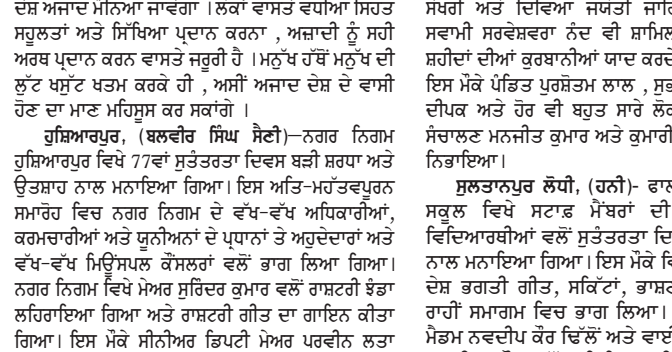 ਦੇਸ਼ ਅਜਾਦ ਮੰਨਿਆ ਜਾਵੇਗਾ । ਲੋਕਾਂ ਵਾਸਤੇ ਵਧੀਆ ਸਿਹਤ
ਸਹੂਲਤਾਂ ਅਤੇ ਸਿੱਖਿਆ ਪ੍ਰਦਾਨ ਕਰਨਾ , ਅਜ਼ਾਦੀ ਨੂੰ ਸਹੀ
ਅਰਥ ਪ੍ਰਦਾਨ ਕਰਨ ਵਾਸਤੇ ਜਰੂਰੀ ਹੈ । ਮਨੁੱਖ ਹੱਥੋਂ ਮਨੁੱਖ ਦੀ
ਲੁੱਟ ਖਸੁੱਟ ਖਤਮ ਕਰਕੇ ਹੀ , ਅਸੀਂ ਅਜਾਦ ਦੇਸ਼ ਦੇ ਵਾਸੀ
ਹੋਣ ਦਾ ਮਾਣ ਮਹਿਸੂਸ ਕਰ ਸਕਾਂਗੇ ।
ਹੁਸ਼ਿਆਰਪੁਰ, (ਬਲਵੀਰ ਸਿੰਘ ਸੈਣੀ)—ਨਗਰ ਨਿਗਮ
ਹੁਸ਼ਿਆਰਪੁਰ ਵਿਖੇ 77ਵਾਂ ਸੁਤੰਤਰਤਾ ਦਿਵਸ ਬੜੀ ਸ਼ਰਧਾ ਅਤੇ
ਉਤਸ਼ਾਹ ਨਾਲ ਮਨਾਇਆ ਗਿਆ। ਇਸ ਅਤਿ-ਮਹੱਤਵਪੂਰਨ
ਸਮਾਰੋਹ ਵਿਚ ਨਗਰ ਨਿਗਮ ਦੇ ਵੱਖ-ਵੱਖ ਅਧਿਕਾਰੀਆਂ,
ਕਰਮਚਾਰੀਆਂ ਅਤੇ ਯੂਨੀਅਨਾਂ ਦੇ ਪ੍ਰਧਾਨਾਂ ਤੇ ਅਹੁਦੇਦਾਰਾਂ ਅਤੇ
ਵੱਖ-ਵੱਖ ਮਿਊਂਸਪਲ ਕੌਂਸਲਰਾਂ ਵਲੋਂ ਭਾਗ ਲਿਆ ਗਿਆ।
ਨਗਰ ਨਿਗਮ ਵਿਖੇ ਮੇਅਰ ਸੁਰਿੰਦਰ ਕੁਮਾਰ ਵਲੋਂ ਰਾਸ਼ਟਰੀ ਝੰਡਾ
ਲਹਿਰਾਇਆ ਗਿਆ ਅਤੇ ਰਾਸ਼ਟਰੀ ਗੀਤ ਦਾ ਗਾਇਨ ਕੀਤਾ
ਗਿਆ। ਇਸ ਮੌਕੇ ਸੀਨੀਅਰ ਡਿਪਟੀ ਮੇਅਰ ਪਰਵੀਨ ਲਤਾ
ਸੋਖਰੀ ਅਤੇ ਦਿਵਿਆ ਜਯੋਤੀ
ਸਵਾਮੀ ਸਰਵੇਸ਼ਵਰਾ ਨੰਦ ਵੀ ਸ਼ਾਮਿਲ
ਸ਼ਹੀਦਾਂ ਦੀਆਂ ਕੁਰਬਾਨੀਆਂ ਯਾਦ ਕਰਦੇ
ਇਸ ਮੌਕੇ ਪੰਡਿਤ ਪੁਰਸ਼ੋਤਮ ਲਾਲ ,
ਦੀਪਕ ਅਤੇ ਹੋਰ ਵੀ ਬਹੁਤ ਸਾਰੇ
ਸੰਚਾਲਣ ਮਨਜੀਤ ਕੁਮਾਰ ਅਤੇ ਕੁਮਾਰੀ
ਨਿਭਾਇਆ।
ਸੁਲਤਾਨਪੁਰ ਲੋਧੀ, (ਹਨੀ)-
ਸਕੂਲ ਵਿਖੇ ਸਟਾਫ਼ ਮੈਂਬਰਾਂ ਦੀ
ਵਿਦਿਆਰਥੀਆਂ ਵਲੋਂ ਸੁਤੰਤਰਤਾ
ਨਾਲ ਮਨਾਇਆ ਗਿਆ। ਇਸ ਮੌਕੇ
ਦੇਸ਼ ਭਗਤੀ ਗੀਤ, ਸਕਿੱਟਾਂ,
ਰਾਹੀਂ ਸਮਾਗਮ ਵਿਚ ਭਾਗ ਲਿਆ।
ਮੈਡਮ ਨਵਦੀਪ ਕੌਰ ਢਿੱਲੋਂ ਅਤੇ